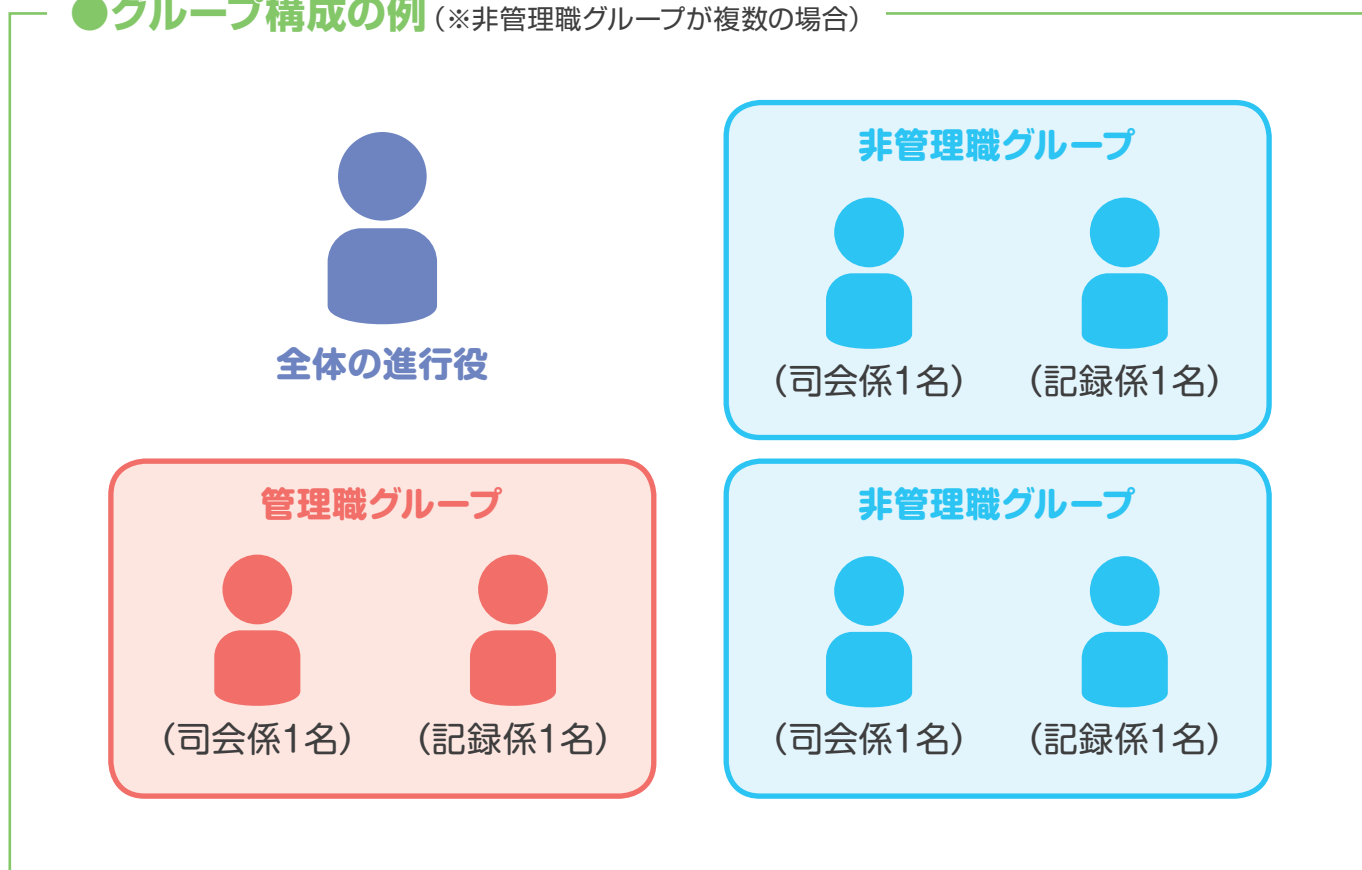 ●グループ構成の例(※非管理職グループが複数の場合)
全体の進行役
非管理職グループ
(司会係1名) (記録係1名)
管理職グループ
(司会係1名) (記録係1名)
非管理職グループ
(司会係1名) (記録係1名)